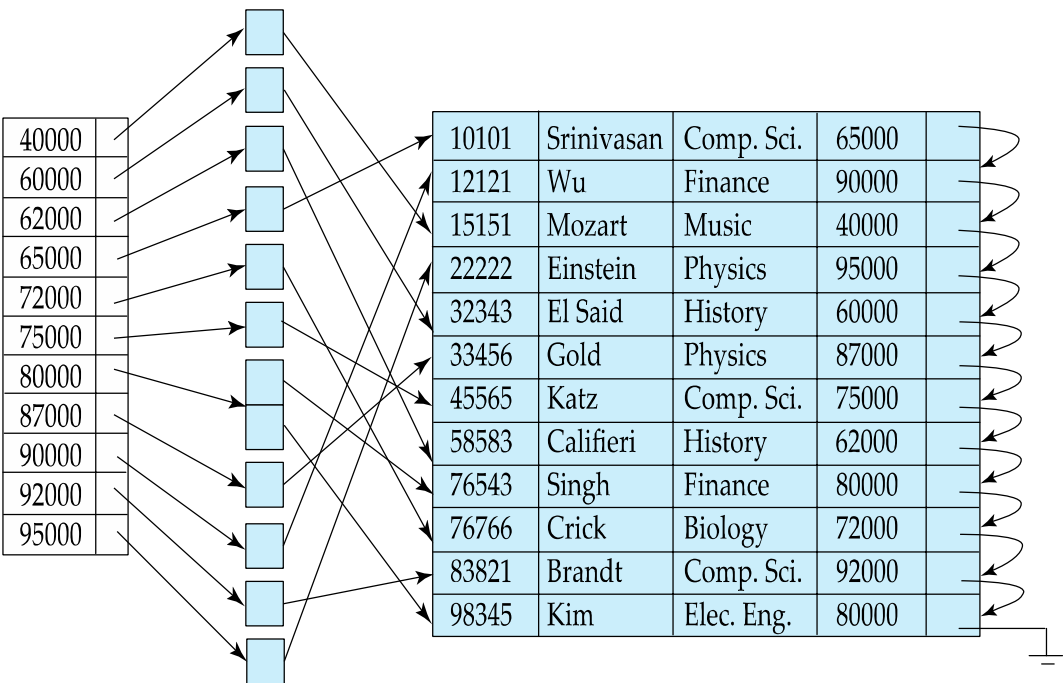 40000
60000
62000
65000
72000
75000
80000
87000
90000
92000
95000
10101 Srinivasan Comp. Sci. 65000
12121 Wu Finance 90000
15151 Mozart Music 40000
22222 Einstein Physics 95000
32343 El Said History 60000
33456 Gold Physics 87000
45565 Katz Comp. Sci. 75000
58583 Califieri History 62000
76543 Singh Finance 80000
76766 Crick Biology 72000
83821 Brandt Comp. Sci. 92000
98345 Kim Elec. Eng. 80000